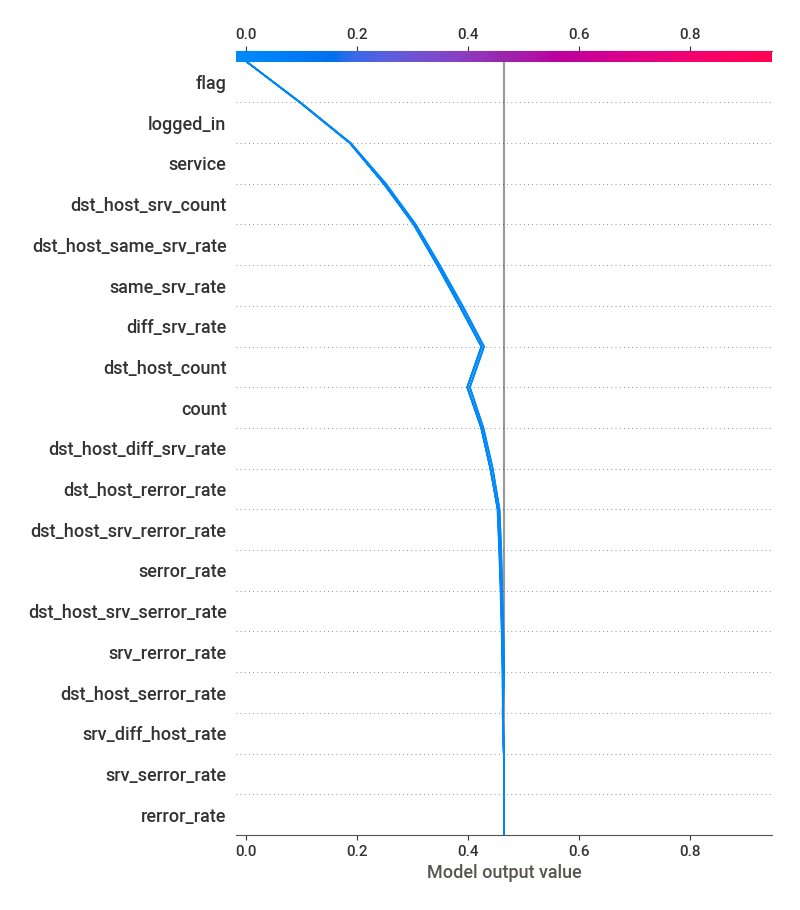 0.0 0.2 0.4 0.6 0.8
flag
logged_in
service
dst_host_srv_count
dst_host_same_srv_rate
same_srv_rate
diff_srv_rate
dst_host_count
count
dst_host_diff_srv_rate
dst_host_rerror_rate
dst_host_srv_rerror_rate
serror_rate
dst_host_srv_serror_rate
srv_rerror_rate
dst_host_serror_rate
srv_diff_host_rate
srv_serror_rate
rerror_rate
0.0 0.2 0.4 0.6 0.8
Model output value